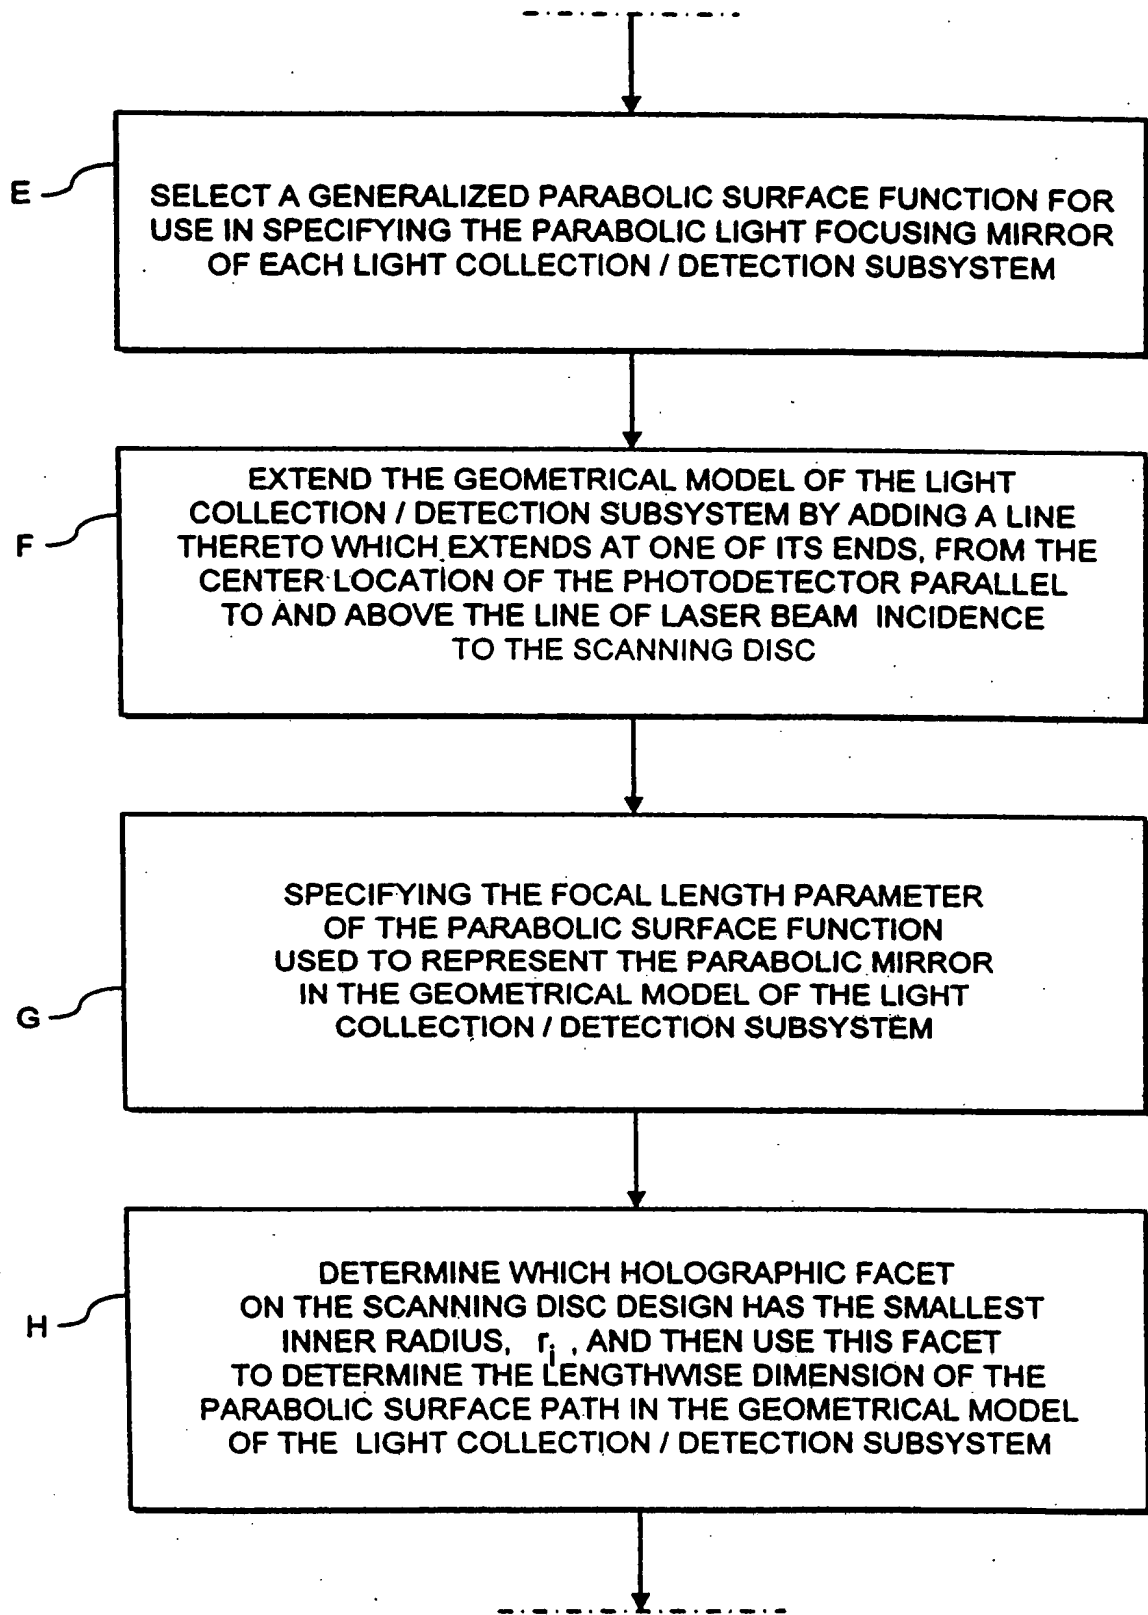 E
SELECT A GENERALIZED PARABOLIC SURFACE FUNCTION FOR
USE IN SPECIFYING THE PARABOLIC LIGHT FOCUSING MIRROR
OF EACH LIGHT COLLECTION / DETECTION SUBSYSTEM
F
EXTEND THE GEOMETRICAL MODEL OF THE LIGHT
COLLECTION / DETECTION SUBSYSTEM BY ADDING A LINE
THERETO WHICH EXTENDS AT ONE OF ITS ENDS, FROM THE
CENTER LOCATION OF THE PHOTODETECTOR PARALLEL
TO AND ABOVE THE LINE OF LASER BEAM INCIDENCE
TO THE SCANNING DISC
G
SPECIFYING THE FOCAL LENGTH PARAMETER
OF THE PARABOLIC SURFACE FUNCTION
USED TO REPRESENT THE PARABOLIC MIRROR
IN THE GEOMETRICAL MODEL OF THE LIGHT
COLLECTION / DETECTION SUBSYSTEM
H
DETERMINE WHICH HOLOGRAPHIC FACET
ON THE SCANNING DISC DESIGN HAS THE SMALLEST
INNER RADIUS, ri , AND THEN USE THIS FACET
TO DETERMINE THE LENGTHWISE DIMENSION OF THE
PARABOLIC SURFACE PATH IN THE GEOMETRICAL MODEL
OF THE LIGHT COLLECTION / DETECTION SUBSYSTEM